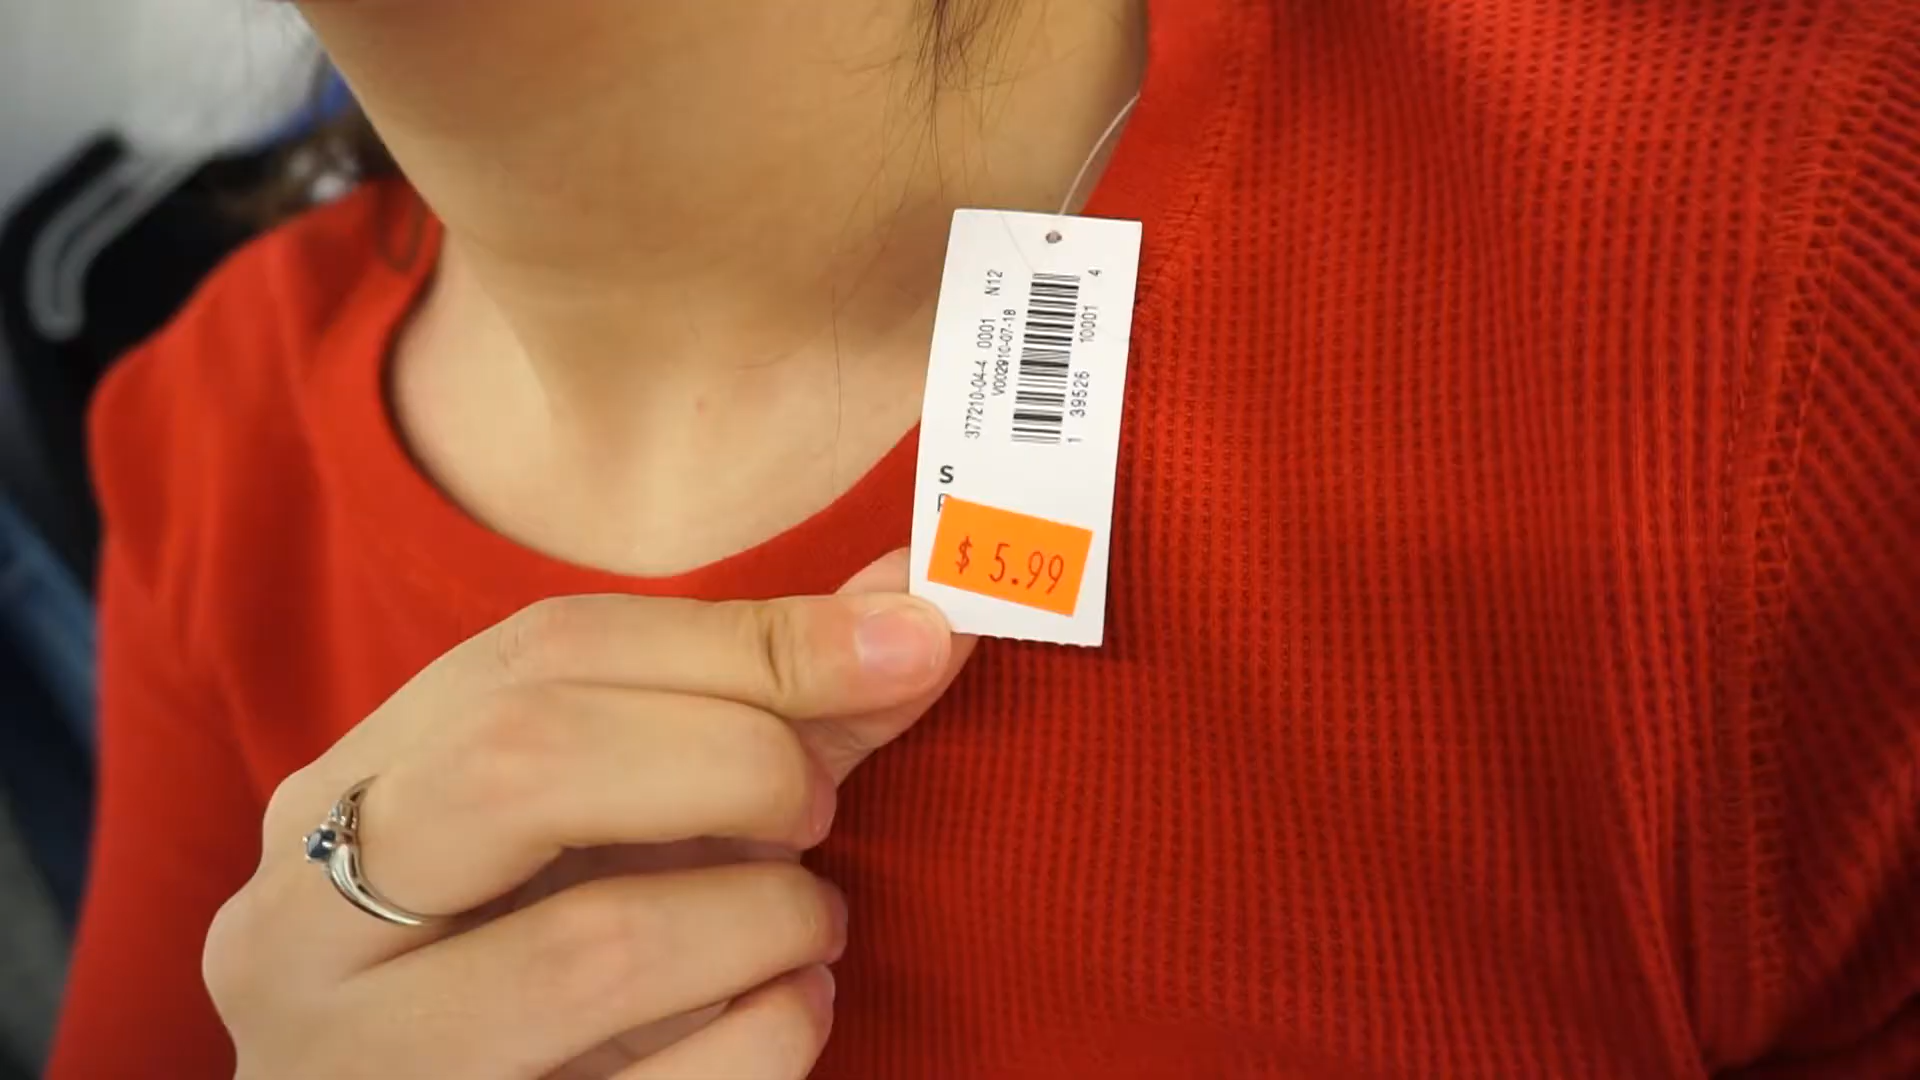 377210-04-4 0001 N12
V002910-07-18
1 39526 10001 4
S
$ 5.99